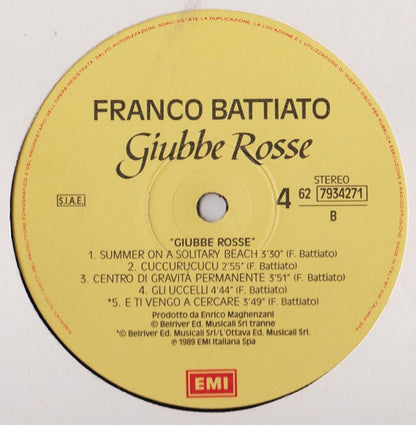 FRANCO BATTIATO
Giubbe Rosse
STEREO
S.I.A.E.
4
62 7934271
B
"GIUBBE ROSSE"
1. SUMMER ON A SOLITARY BEACH 3'30" (F. Battiato)
2. CUCCURUCUCU 2'55" (F. Battiato)
3. CENTRO DI GRAVITÀ PERMANENTE 3'51" (F. Battiato)
4. GLI UCCELLI 4'44" (F. Battiato)
*5. E TI VENGO A CERCARE 3'49" (F. Battiato)
Prodotto da Enrico Maghenzani
© Belriver Ed. Musicali Srl tranne
*© Belriver Ed. Musicali Srl/L'Ottava Ed. Musicali Srl.
℗ 1989 EMI Italiana Spa
EMI